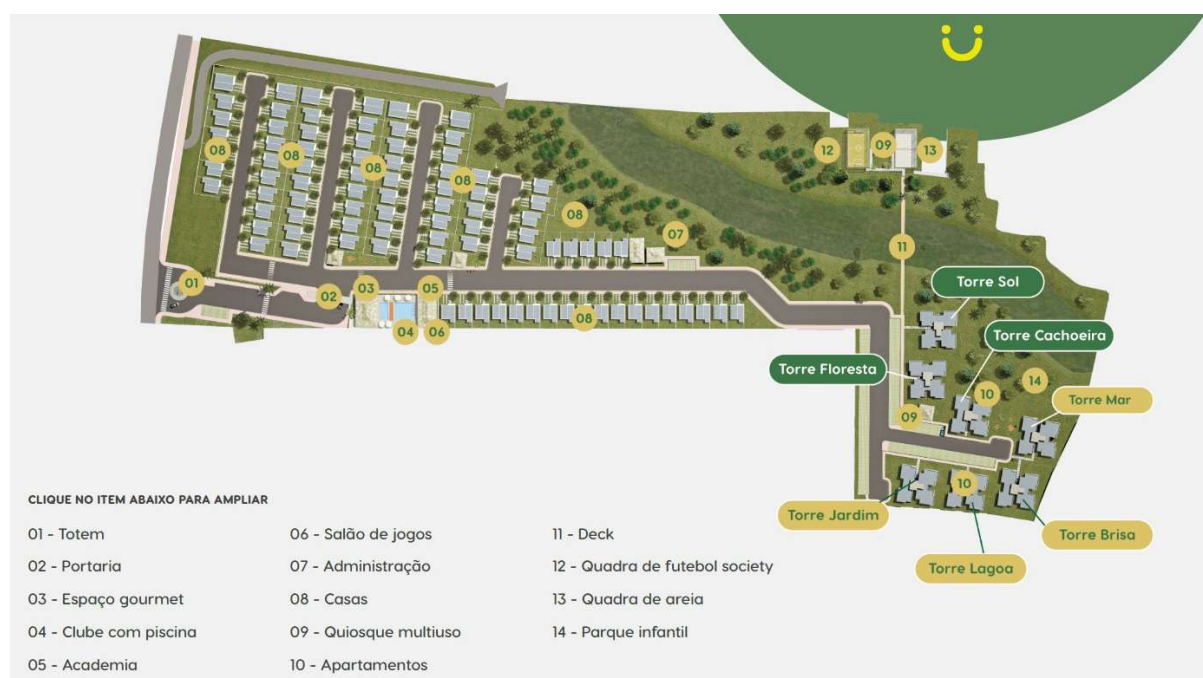 12
09
13
08
08
08
08
08
07
11
01
02
03
05
04
06
08
Torre Sol
Torre Cachoeira
Torre Floresta
14
10
Torre Mar
09
10
Torre Jardim
Torre Brisa
Torre Lagoa
CLIQUE NO ITEM ABAIXO PARA AMPLIAR
01 - Totem
02 - Portaria
03 - Espaço gourmet
04 - Clube com piscina
05 - Academia
06 - Salão de jogos
07 - Administração
08 - Casas
09 - Quiosque multiuso
10 - Apartamentos
11 - Deck
12 - Quadra de futebol society
13 - Quadra de areia
14 - Parque infantil